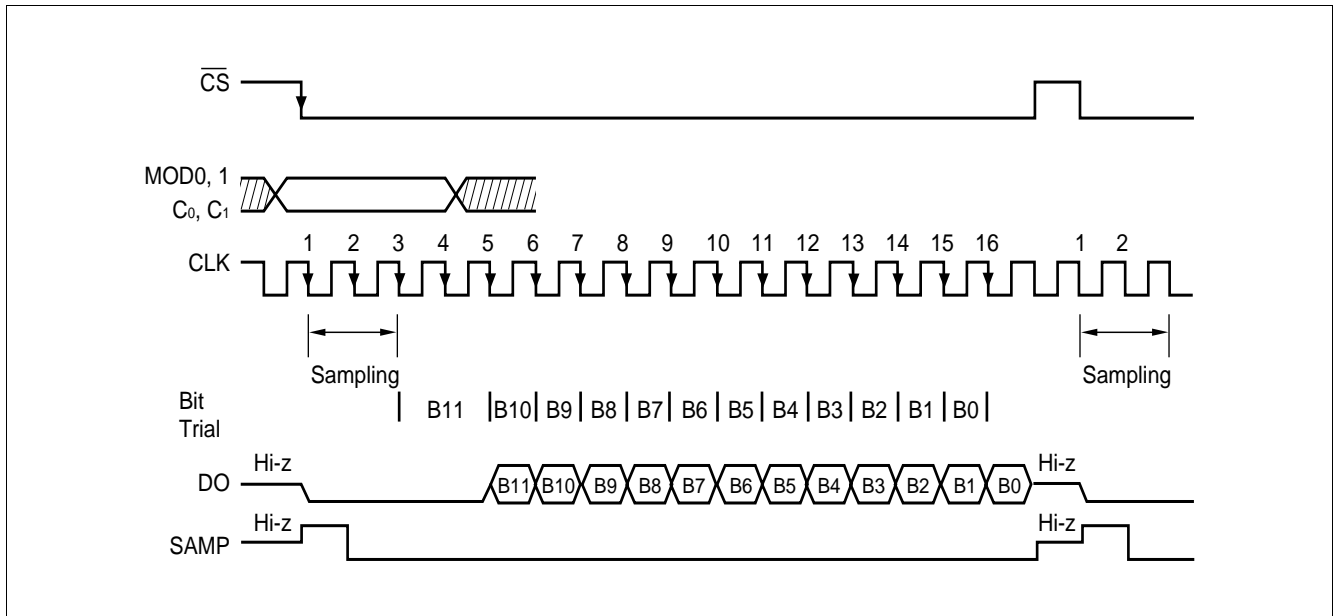 C̅S̅
MOD0, 1
C₀, C₁
1 2 3 4 5 6 7 8 9 10 11 12 13 14 15 16 1 2
CLK
Sampling Sampling
Bit
Trial
B11 B10 B9 B8 B7 B6 B5 B4 B3 B2 B1 B0
Hi-z Hi-z
DO B11 B10 B9 B8 B7 B6 B5 B4 B3 B2 B1 B0
Hi-z Hi-z
SAMP